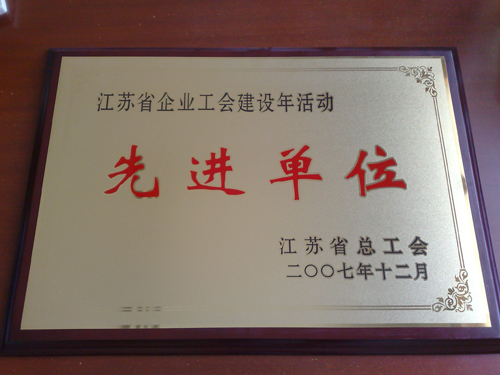 江苏省企业工会建设年活动
先进单位
江苏省总工会
二〇〇七年十二月